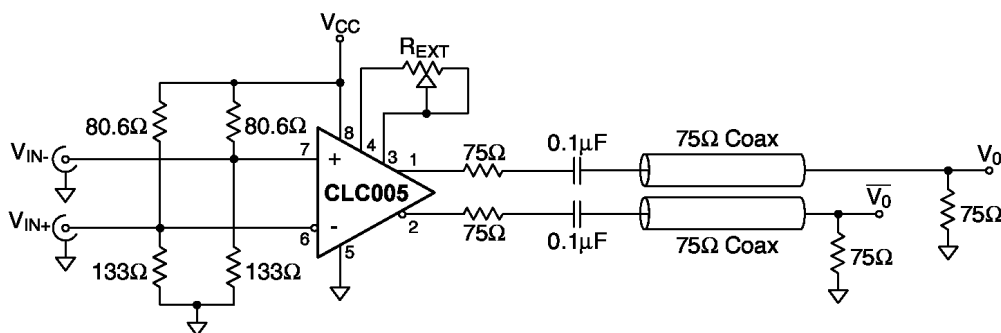 V_CC
R_EXT
80.6Ω
80.6Ω
8
4
3
1
75Ω
0.1μF
75Ω Coax
V_IN-
7
+
CLC005
V_0
V̅_0̅
V_IN+
6
-
2
5
75Ω
0.1μF
75Ω Coax
75Ω
75Ω
133Ω
133Ω